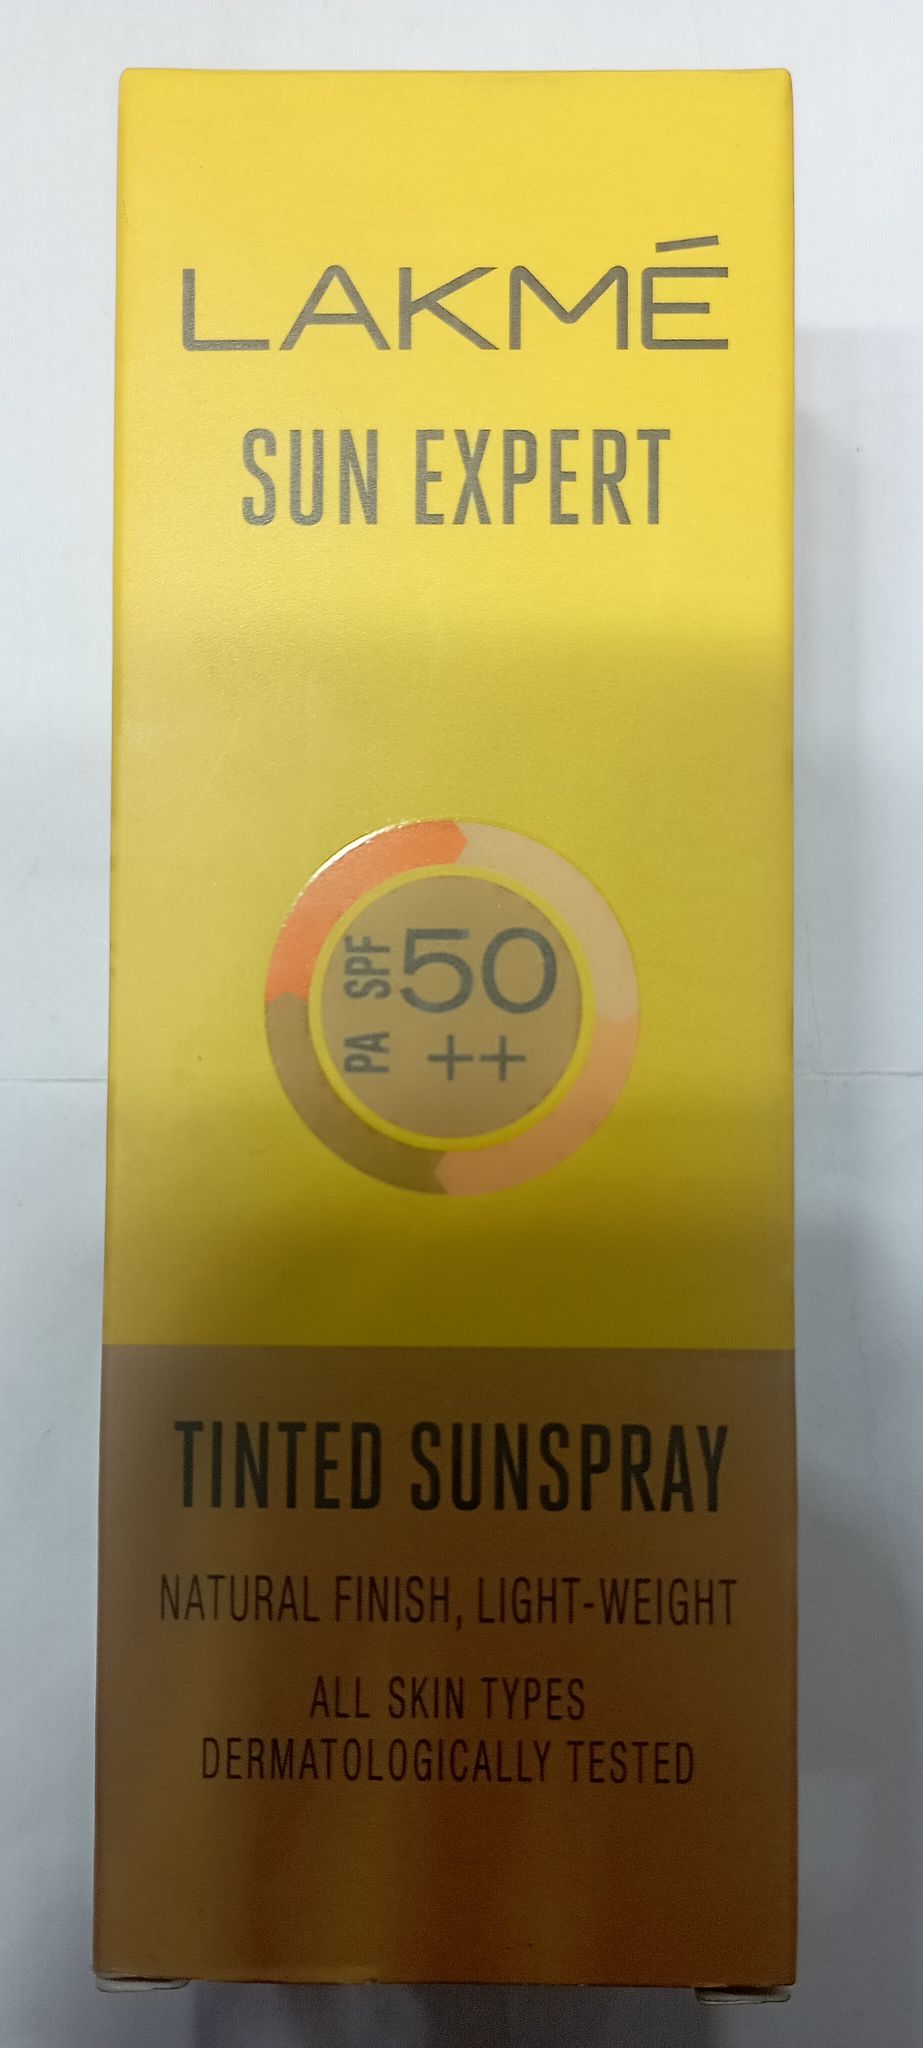 LAKMÉ
SUN EXPERT
SPF 50
PA ++
TINTED SUNSPRAY
NATURAL FINISH, LIGHT-WEIGHT
ALL SKIN TYPES
DERMATOLOGICALLY TESTED